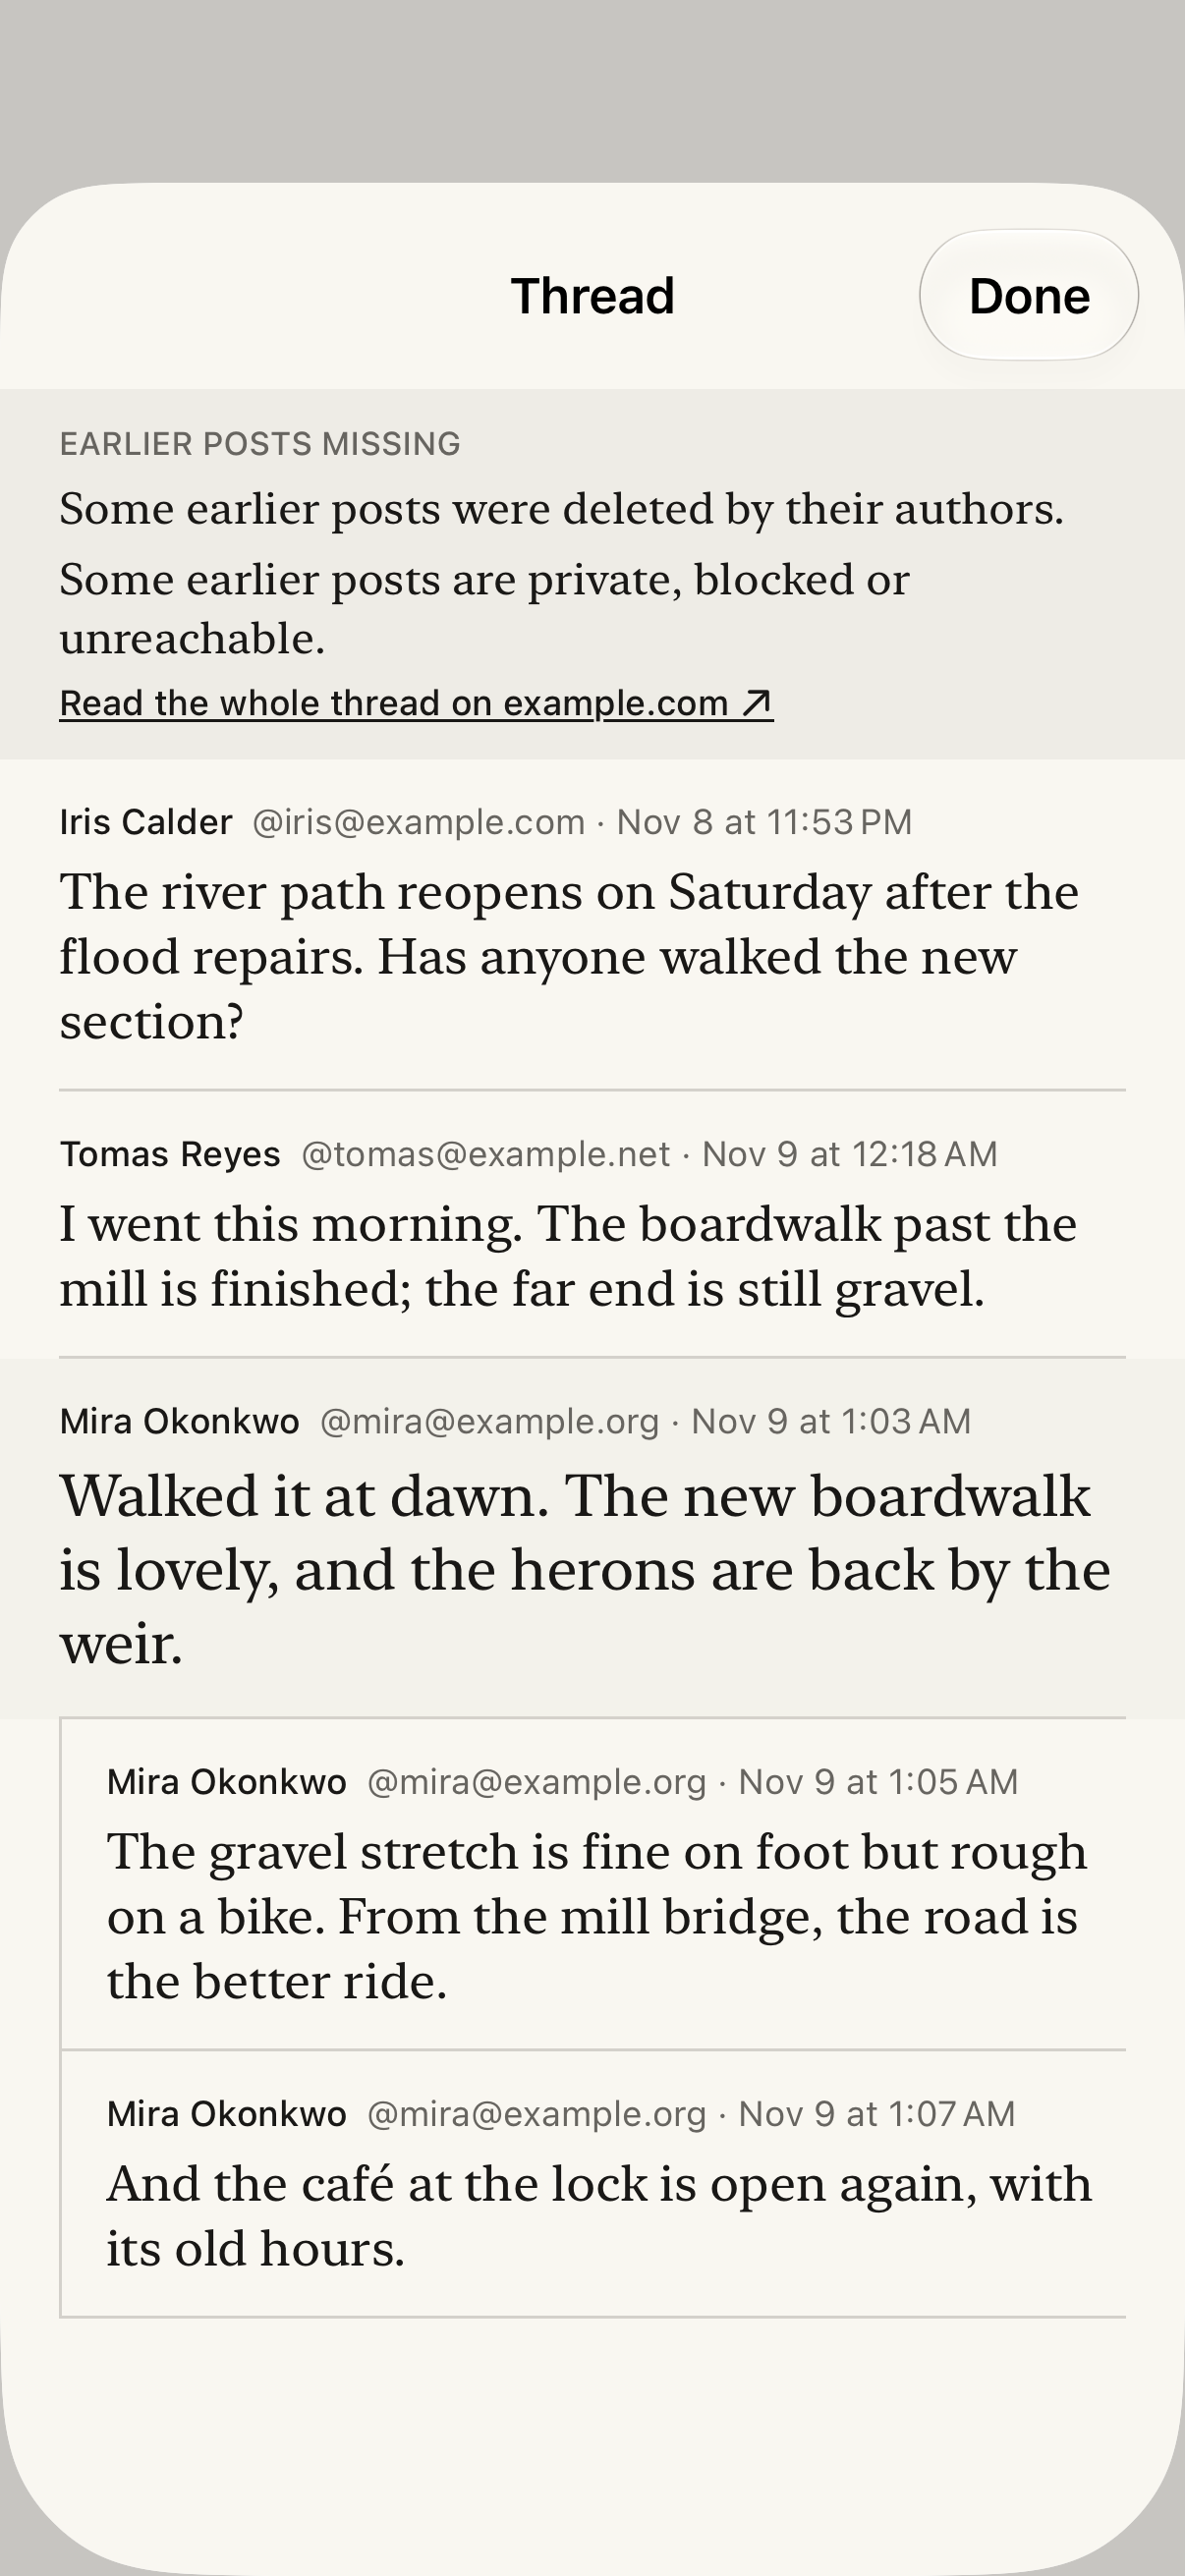 Thread
Done
EARLIER POSTS MISSING
Some earlier posts were deleted by their authors.
Some earlier posts are private, blocked or
unreachable.
Read the whole thread on example.com ↗
Iris Calder @iris@example.com · Nov 8 at 11:53 PM
The river path reopens on Saturday after the
flood repairs. Has anyone walked the new
section?
Tomas Reyes @tomas@example.net · Nov 9 at 12:18 AM
I went this morning. The boardwalk past the
mill is finished; the far end is still gravel.
Mira Okonkwo @mira@example.org · Nov 9 at 1:03 AM
Walked it at dawn. The new boardwalk
is lovely, and the herons are back by the
weir.
Mira Okonkwo @mira@example.org · Nov 9 at 1:05 AM
The gravel stretch is fine on foot but rough
on a bike. From the mill bridge, the road is
the better ride.
Mira Okonkwo @mira@example.org · Nov 9 at 1:07 AM
And the café at the lock is open again, with
its old hours.